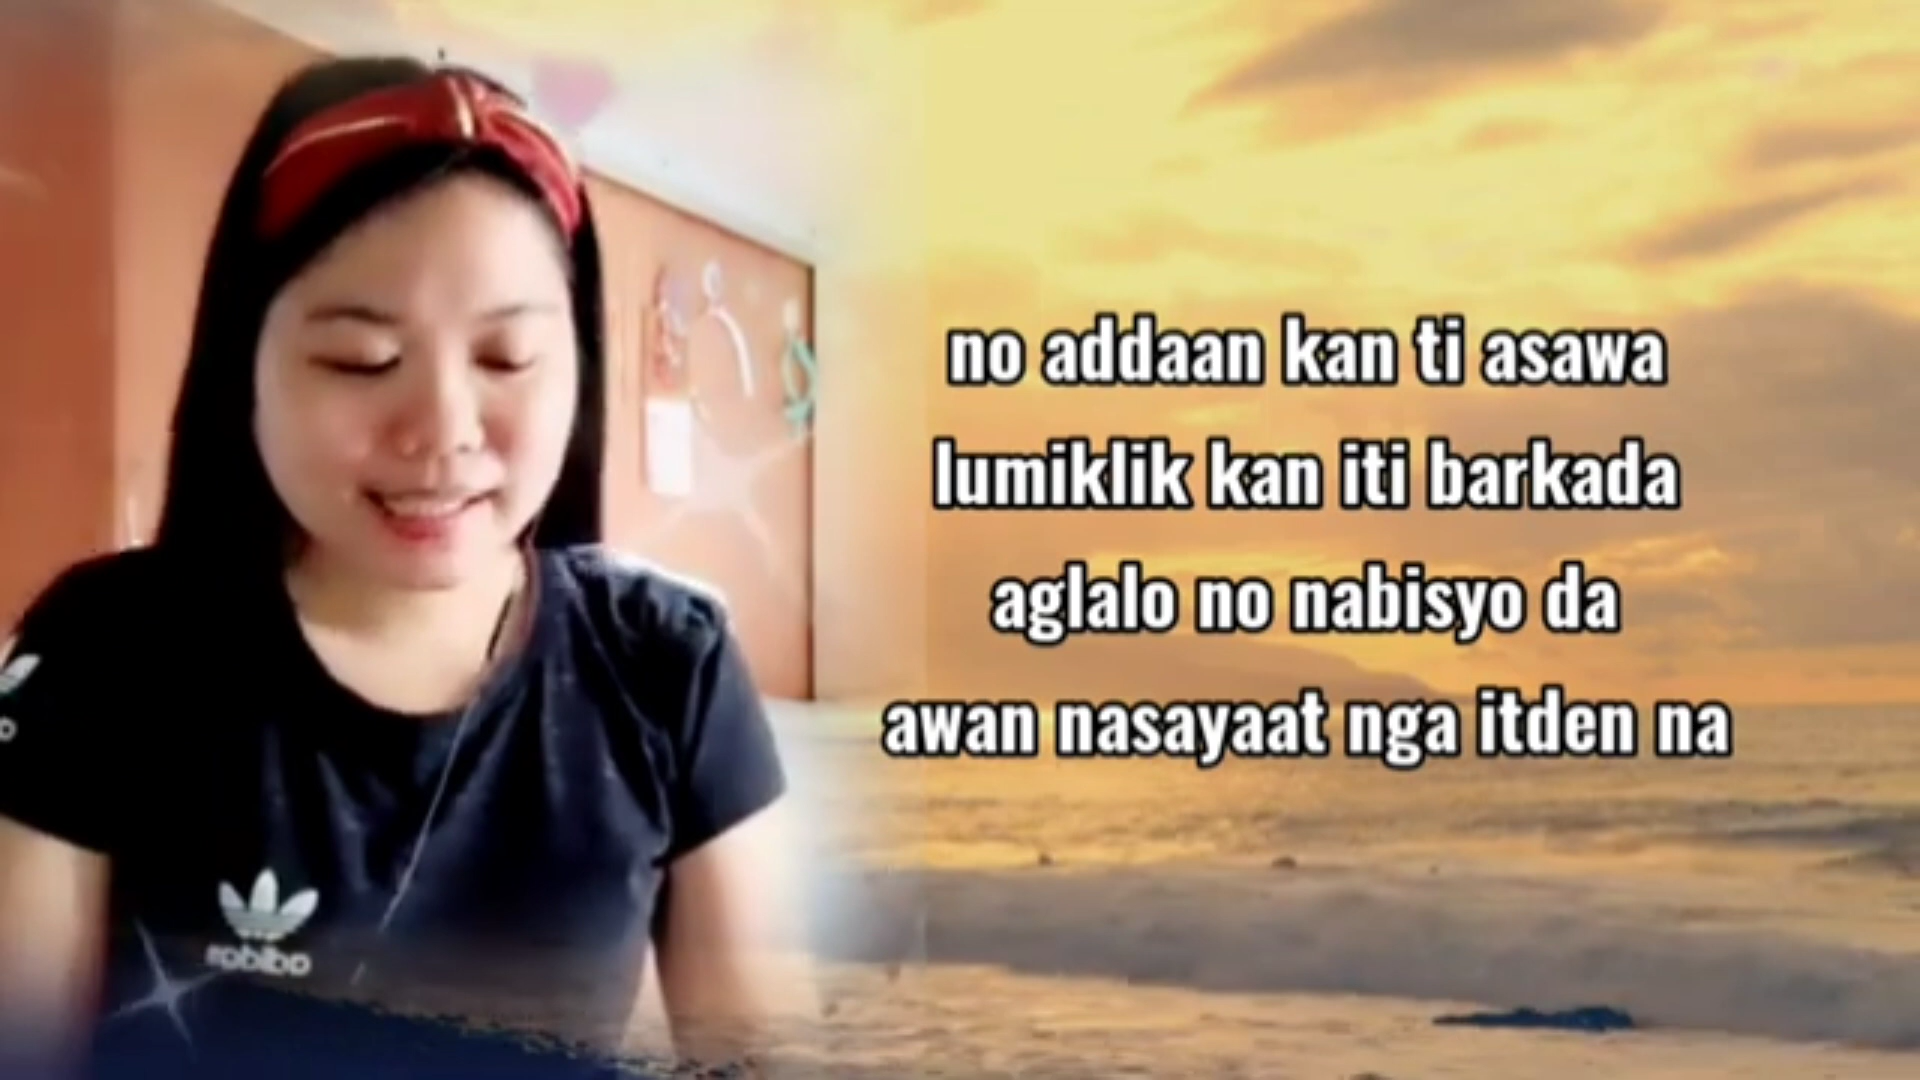 no addaan kan ti asawa
lumiklik kan iti barkada
aglalo no nabisyo da
awan nasayaat nga itden na